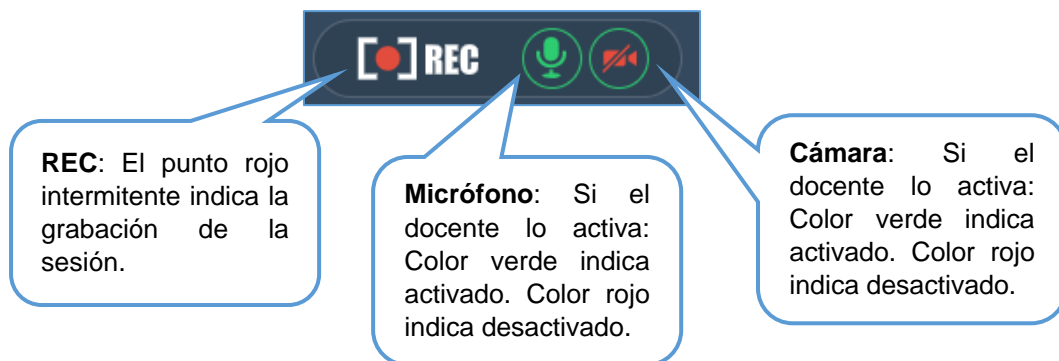 REC
REC: El punto rojo
intermitente indica la
grabación de la
sesión.
Micrófono: Si el
docente lo activa:
Color verde indica
activado. Color rojo
indica desactivado.
Cámara: Si el
docente lo activa:
Color verde indica
activado. Color rojo
indica desactivado.